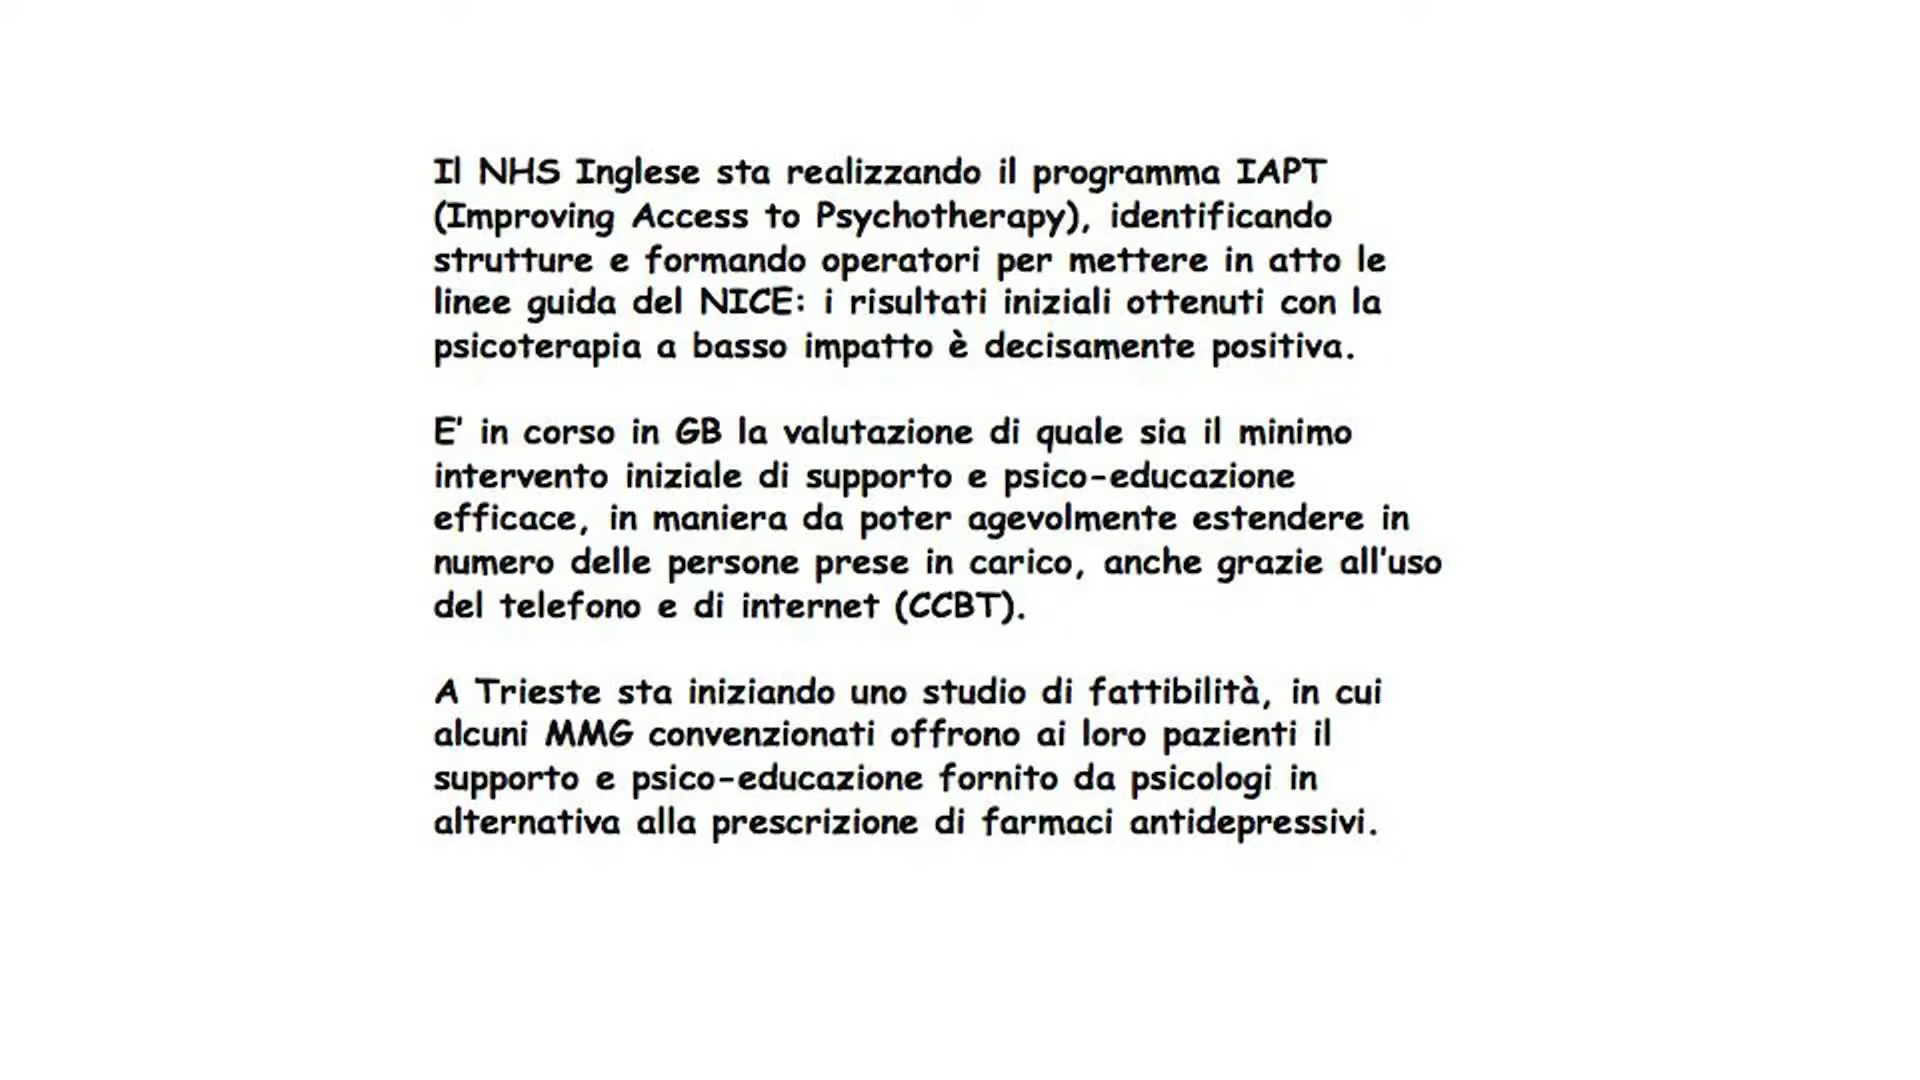 Il NHS Inglese sta realizzando il programma IAPT
(Improving Access to Psychotherapy), identificando
strutture e formando operatori per mettere in atto le
linee guida del NICE: i risultati iniziali ottenuti con la
psicoterapia a basso impatto è decisamente positiva.
E' in corso in GB la valutazione di quale sia il minimo
intervento iniziale di supporto e psico-educazione
efficace, in maniera da poter agevolmente estendere in
numero delle persone prese in carico, anche grazie all'uso
del telefono e di internet (CCBT).
A Trieste sta iniziando uno studio di fattibilità, in cui
alcuni MMG convenzionati offrono ai loro pazienti il
supporto e psico-educazione fornito da psicologi in
alternativa alla prescrizione di farmaci antidepressivi.